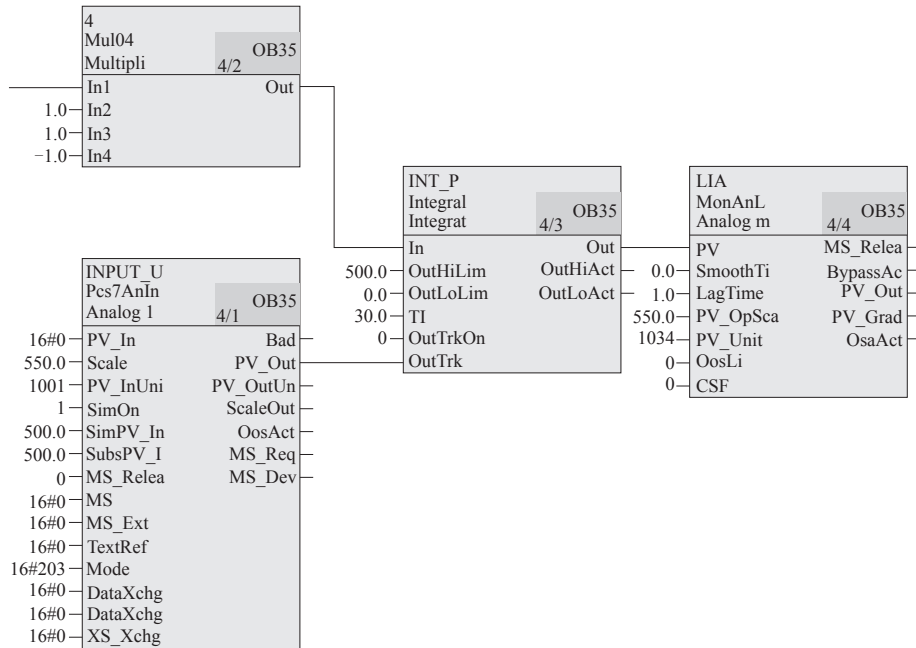 4
Mul04
Multipli
OB35
4/2
In1
Out
1.0
In2
1.0
In3
−1.0
In4
INPUT_U
Pcs7AnIn
Analog 1
OB35
4/1
16#0
PV_In
Bad
550.0
Scale
PV_Out
1001
PV_InUni
PV_OutUn
1
SimOn
ScaleOut
500.0
SimPV_In
OosAct
500.0
SubsPV_I
MS_Req
0
MS_Relea
MS_Dev
16#0
MS
16#0
MS_Ext
16#0
TextRef
16#203
Mode
16#0
DataXchg
16#0
DataXchg
16#0
XS_Xchg
INT_P
Integral
Integrat
OB35
4/3
In
Out
500.0
OutHiLim
OutHiAct
0.0
OutLoLim
OutLoAct
30.0
TI
0
OutTrkOn
OutTrk
LIA
MonAnL
Analog m
OB35
4/4
PV
MS_Relea
0.0
SmoothTi
BypassAc
1.0
LagTime
PV_Out
550.0
PV_OpSca
PV_Grad
1034
PV_Unit
OsaAct
0
OosLi
0
CSF